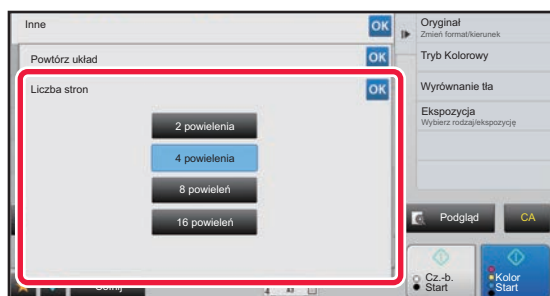 Inne
OK
Powtórz układ
OK
Liczba stron
OK
2 powielenia
4 powielenia
8 powieleń
16 powieleń
Oryginał
Zmień format/kierunek
Tryb Kolorowy
Wyrównanie tła
Ekspozycja
Wybierz rodzaj/ekspozycję
Podgląd
CA
Cz.-b.
Start
Kolor
Start